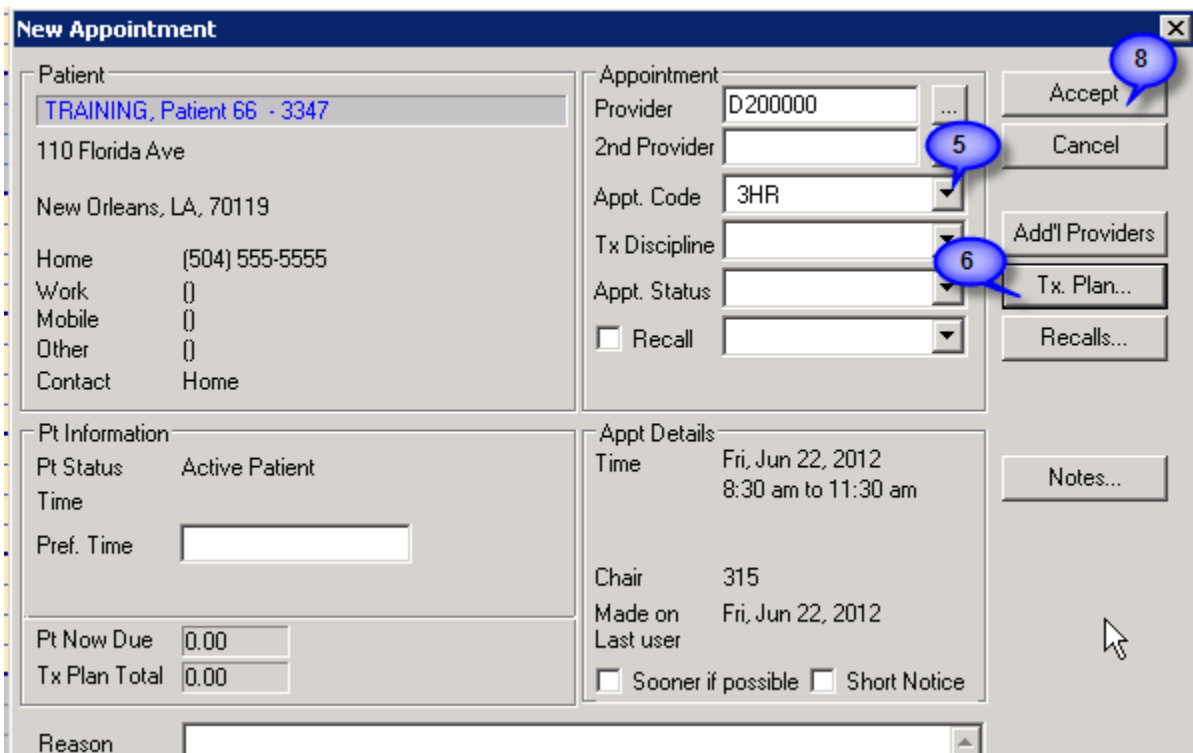 New Appointment
Patient
TRAINING, Patient 66 - 3347
110 Florida Ave
New Orleans, LA, 70119
Home (504) 555-5555
Work ()
Mobile ()
Other ()
Contact Home
Appointment
Provider D200000 ...
2nd Provider
5
Appt. Code 3HR
Tx Discipline
6
Appt. Status
Recall
8
Accept
Cancel
Add'l Providers
Tx. Plan...
Recalls...
Pt Information
Pt Status Active Patient
Time
Pref. Time
Pt Now Due 0.00
Tx Plan Total 0.00
Appt Details
Time Fri, Jun 22, 2012
8:30 am to 11:30 am
Chair 315
Made on Fri, Jun 22, 2012
Last user
Sooner if possible Short Notice
Notes...
Reason